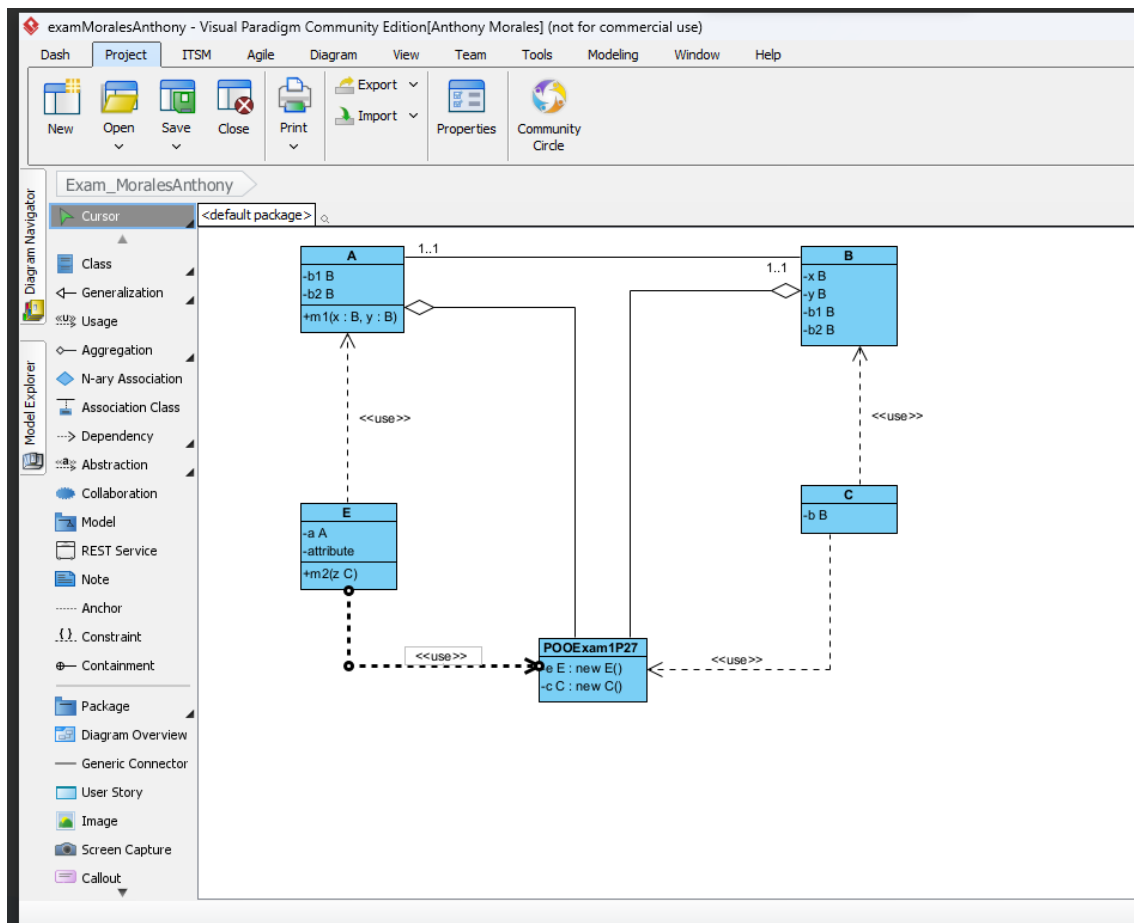 examMoralesAnthony - Visual Paradigm Community Edition[Anthony Morales] (not for commercial use)
Dash Project ITSM Agile Diagram View Team Tools Modeling Window Help
New Open Save Close Print Export Import Properties Community Circle
Exam_MoralesAnthony
Diagram Navigator
Model Explorer
Cursor
Class
Generalization
<<U>> Usage
Aggregation
N-ary Association
Association Class
Dependency
<<a>> Abstraction
Collaboration
Model
REST Service
Note
Anchor
{} Constraint
Containment
Package
Diagram Overview
Generic Connector
User Story
Image
Screen Capture
Callout
<default package>
A
-b1 B
-b2 B
+m1(x : B, y : B)
1..1
1..1
B
-x B
-y B
-b1 B
-b2 B
<<use>>
<<use>>
E
-a A
-attribute
+m2(z C)
C
-b B
<<use>>
<<use>>
POOExam1P27
-e E : new E()
-c C : new C()